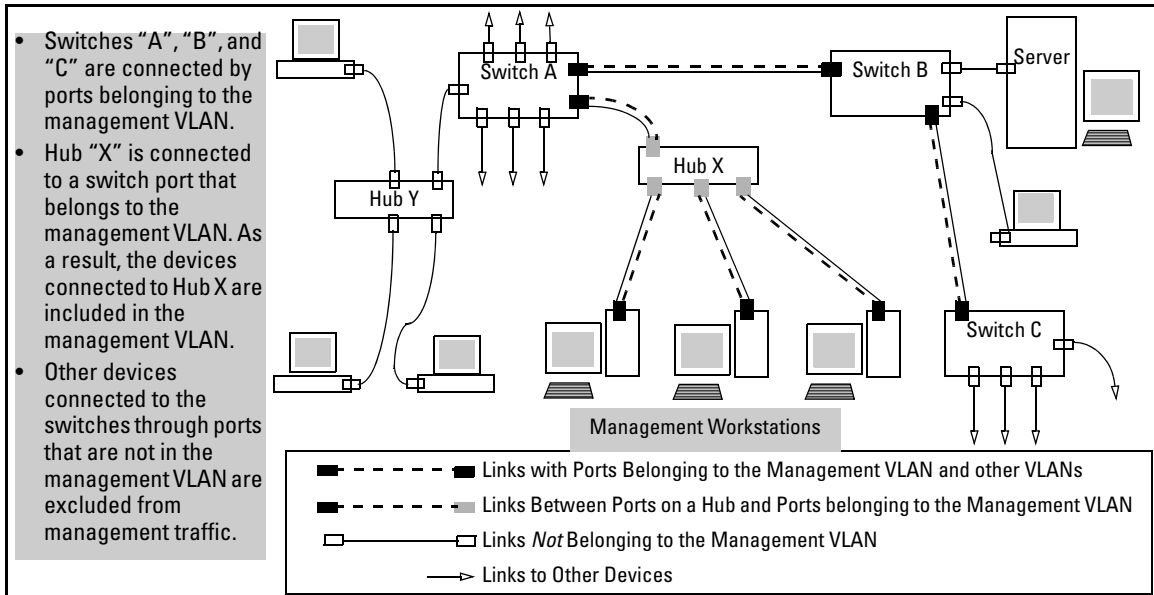 • Switches “A”, “B”, and
“C” are connected by
ports belonging to the
management VLAN.
• Hub “X” is connected
to a switch port that
belongs to the
management VLAN. As
a result, the devices
connected to Hub X are
included in the
management VLAN.
• Other devices
connected to the
switches through ports
that are not in the
management VLAN are
excluded from
management traffic.
Switch A
Switch B
Server
Hub X
Hub Y
Switch C
Management Workstations
Links with Ports Belonging to the Management VLAN and other VLANs
Links Between Ports on a Hub and Ports belonging to the Management VLAN
Links Not Belonging to the Management VLAN
Links to Other Devices